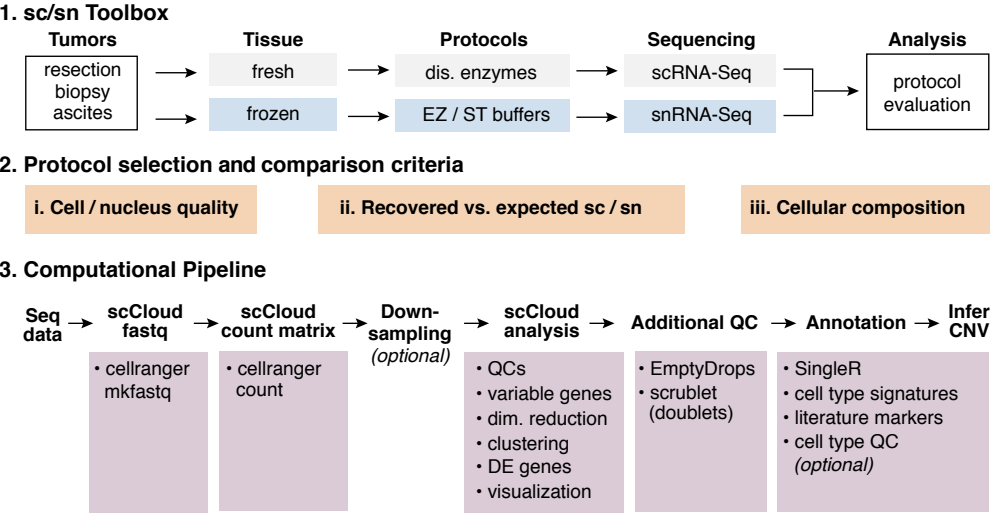 1. sc/sn Toolbox
Tumors Tissue Protocols Sequencing Analysis
resection
biopsy
ascites
fresh dis. enzymes scRNA-Seq
frozen EZ / ST buffers snRNA-Seq
protocol
evaluation
2. Protocol selection and comparison criteria
i. Cell / nucleus quality ii. Recovered vs. expected sc / sn iii. Cellular composition
3. Computational Pipeline
Seq
data
scCloud
fastq
scCloud
count matrix
Down-
sampling
(optional)
scCloud
analysis
Additional QC
Annotation
Infer
CNV
• cellranger
mkfastq
• cellranger
count
• QCs
• variable genes
• dim. reduction
• clustering
• DE genes
• visualization
• EmptyDrops
• scrublet
(doublets)
• SingleR
• cell type signatures
• literature markers
• cell type QC
(optional)